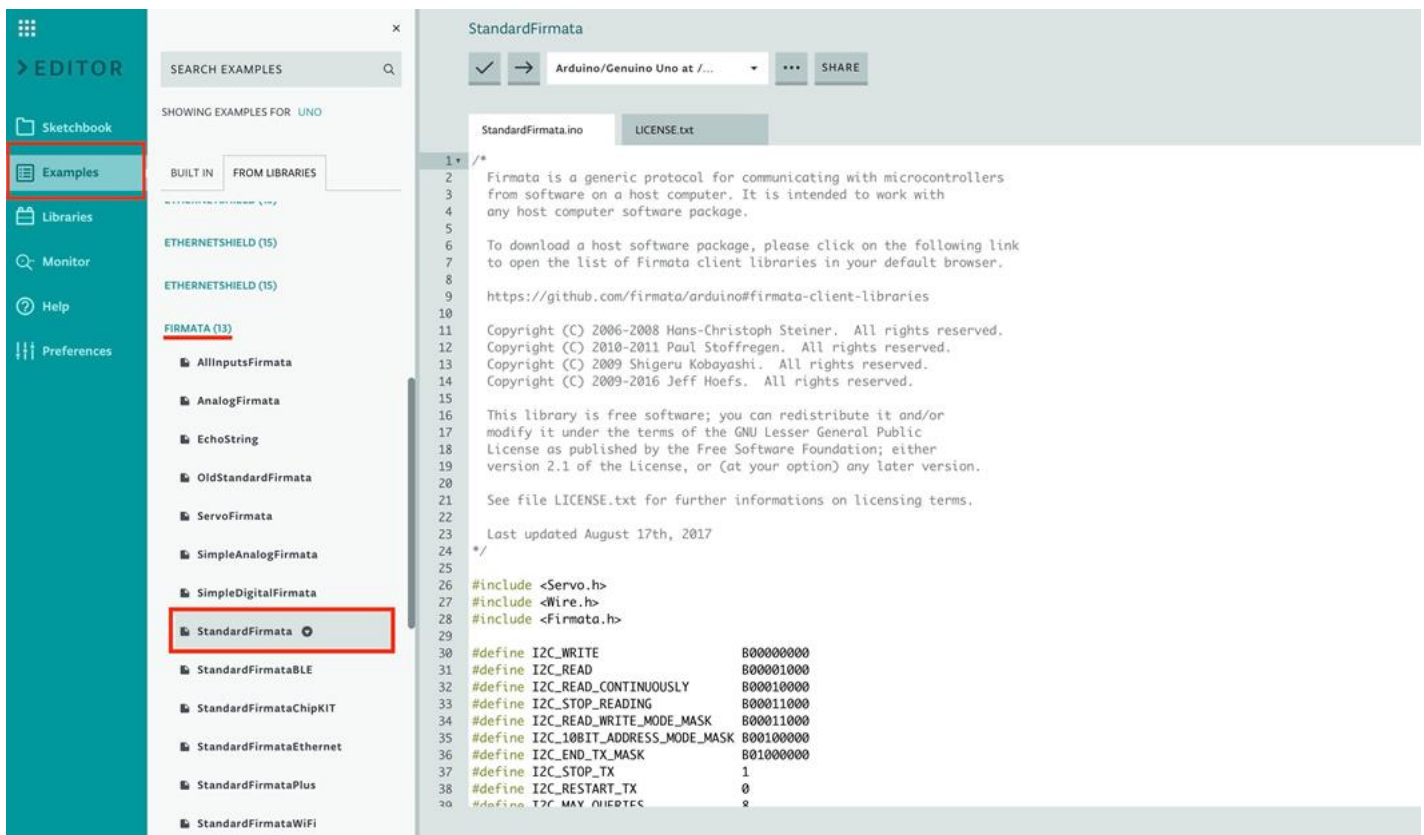 >EDITOR
Sketchbook
Examples
Libraries
Monitor
Help
Preferences
×
SEARCH EXAMPLES
SHOWING EXAMPLES FOR UNO
BUILT IN FROM LIBRARIES
ETHERNETSHIELD (15)
ETHERNETSHIELD (15)
FIRMATA (13)
AllInputsFirmata
AnalogFirmata
EchoString
OldStandardFirmata
ServoFirmata
SimpleAnalogFirmata
SimpleDigitalFirmata
StandardFirmata
StandardFirmataBLE
StandardFirmataChipKIT
StandardFirmataEthernet
StandardFirmataPlus
StandardFirmataWiFi
StandardFirmata
Arduino/Genuino Uno at /... ••• SHARE
StandardFirmata.ino LICENSE.txt
1 /*
2 Firmata is a generic protocol for communicating with microcontrollers
3 from software on a host computer. It is intended to work with
4 any host computer software package.
5
6 To download a host software package, please click on the following link
7 to open the list of Firmata client libraries in your default browser.
8
9 https://github.com/firmata/arduino#firmata-client-libraries
10
11 Copyright (C) 2006-2008 Hans-Christoph Steiner. All rights reserved.
12 Copyright (C) 2010-2011 Paul Stoffregen. All rights reserved.
13 Copyright (C) 2009 Shigeru Kobayashi. All rights reserved.
14 Copyright (C) 2009-2016 Jeff Hoefs. All rights reserved.
15
16 This library is free software; you can redistribute it and/or
17 modify it under the terms of the GNU Lesser General Public
18 License as published by the Free Software Foundation; either
19 version 2.1 of the License, or (at your option) any later version.
20
21 See file LICENSE.txt for further informations on licensing terms.
22
23 Last updated August 17th, 2017
24 */
25
26 #include <Servo.h>
27 #include <Wire.h>
28 #include <Firmata.h>
29
30 #define I2C_WRITE B00000000
31 #define I2C_READ B00001000
32 #define I2C_READ_CONTINUOUSLY B00010000
33 #define I2C_STOP_READING B00011000
34 #define I2C_READ_WRITE_MODE_MASK B00011000
35 #define I2C_10BIT_ADDRESS_MODE_MASK B00100000
36 #define I2C_END_TX_MASK B01000000
37 #define I2C_STOP_TX 1
38 #define I2C_RESTART_TX 0
39 #define I2C_MAX_QUERIES 8